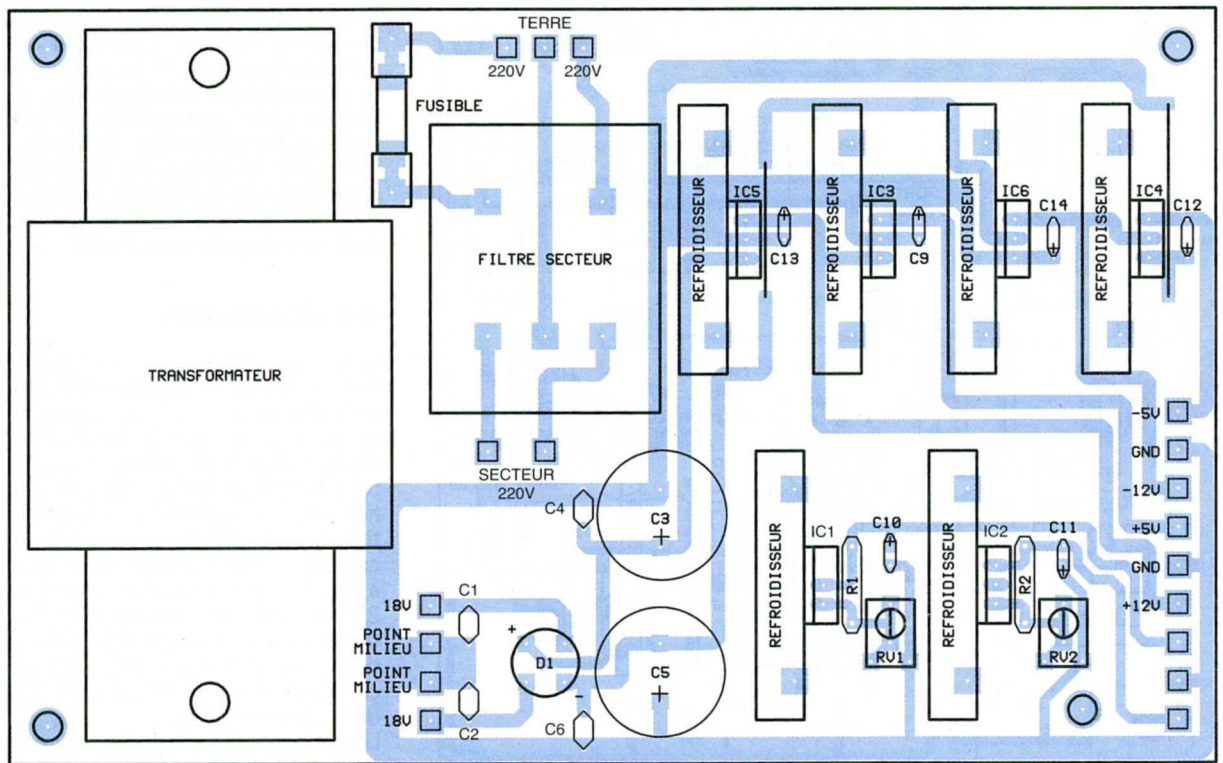 TERRE
220V
220V
FUSIBLE
REFROIDISSEUR
IC5
C13
REFROIDISSEUR
IC3
C9
REFROIDISSEUR
IC6
C14
REFROIDISSEUR
IC4
C12
FILTRE SECTEUR
TRANSFORMATEUR
SECTEUR
220V
-5V
GND
-12V
+5V
GND
+12V
C4
C3
+
REFROIDISSEUR
IC1
R1
C10
RV1
REFROIDISSEUR
IC2
R2
C11
RV2
18V
C1
POINT
MILIEU
POINT
MILIEU
18V
C2
+
D1
-
C6
C5
+